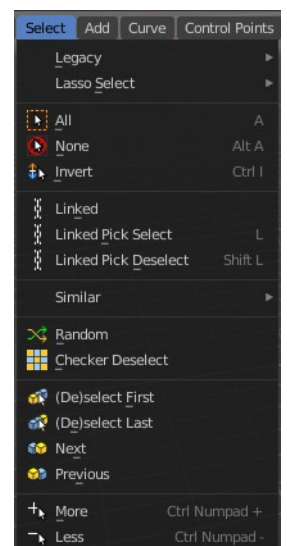 Select Add Curve Control Points
Legacy
Lasso Select
All A
None Alt A
Invert Ctrl I
Linked
Linked Pick Select L
Linked Pick Deselect Shift L
Similar
Random
Checker Deselect
(De)select First
(De)select Last
Next
Previous
More Ctrl Numpad +
Less Ctrl Numpad -